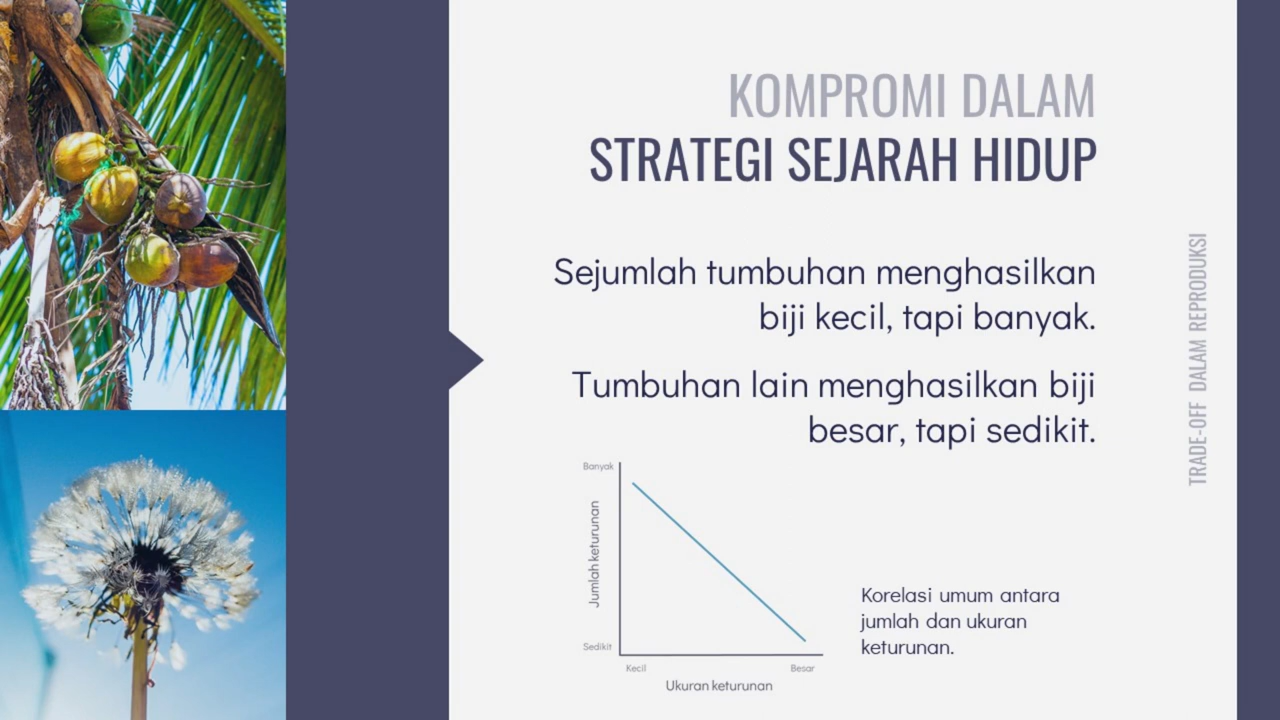 KOMPROMI DALAM
STRATEGI SEJARAH HIDUP
Sejumlah tumbuhan menghasilkan
biji kecil, tapi banyak.
Tumbuhan lain menghasilkan biji
besar, tapi sedikit.
TRADE-OFF DALAM REPRODUKSI
Banyak
Jumlah keturunan
Sedikit
Kecil
Besar
Ukuran keturunan
Korelasi umum antara
jumlah dan ukuran
keturunan.